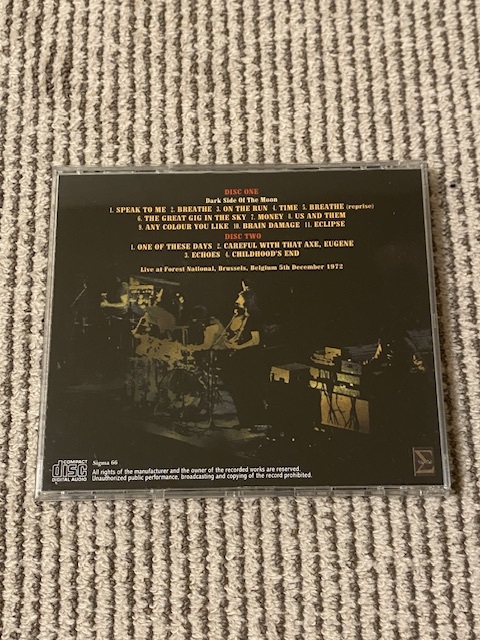 DISC ONE
Dark Side Of The Moon
1. SPEAK TO ME 2. BREATHE 3. ON THE RUN 4. TIME 5. BREATHE (reprise)
6. THE GREAT GIG IN THE SKY 7. MONEY 8. US AND THEM
9. ANY COLOUR YOU LIKE 10. BRAIN DAMAGE 11. ECLIPSE
DISC TWO
1. ONE OF THESE DAYS 2. CAREFUL WITH THAT AXE, EUGENE
3. ECHOES 4. CHILDHOOD'S END
Live at Forest National, Brussels, Belgium 5th December 1972
COMPACT
disc
DIGITAL AUDIO
Sigma 66
All rights of the manufacturer and the owner of the recorded works are reserved.
Unauthorized public performance, broadcasting and copying of the record prohibited.